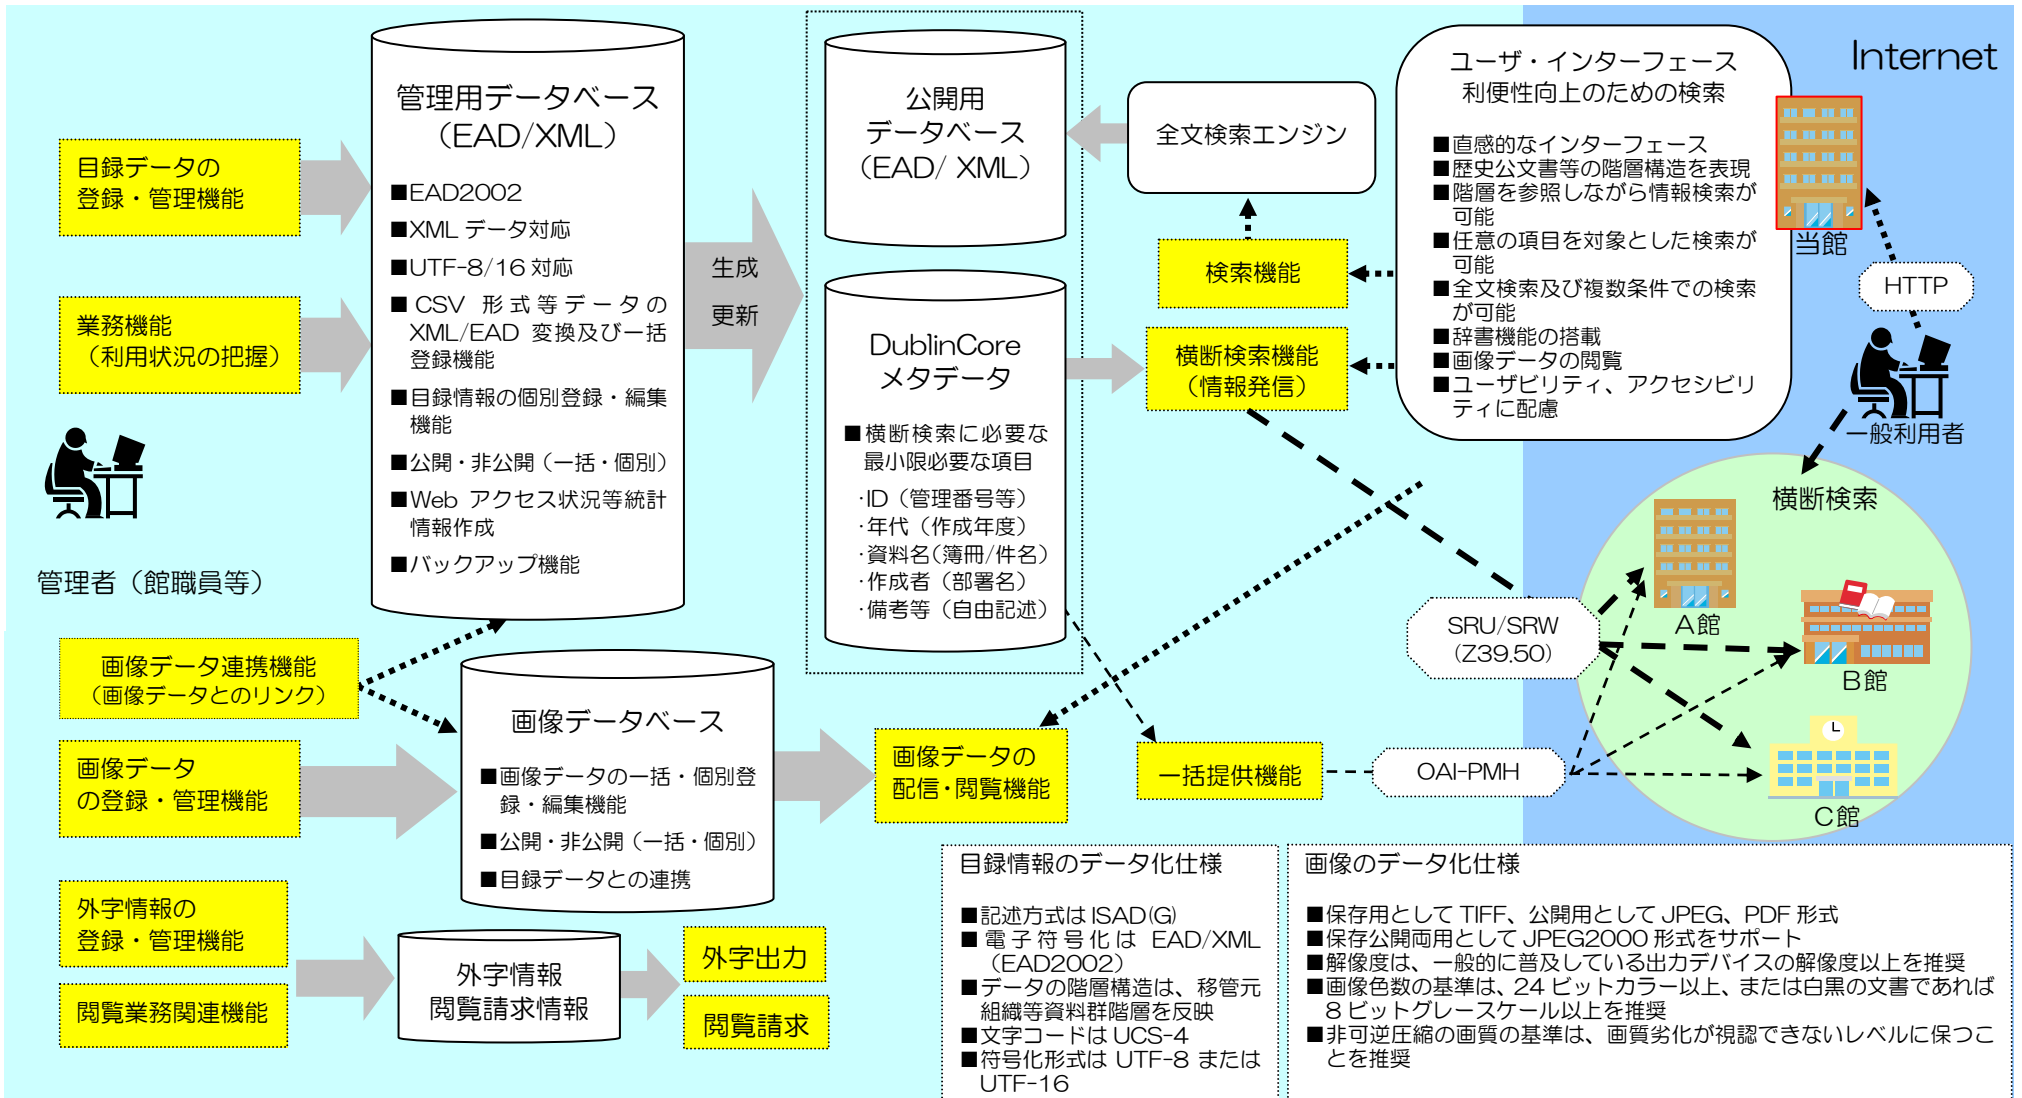 目録データの
登録・管理機能
業務機能
（利用状況の把握）
管理者（館職員等）
画像データ連携機能
（画像データとのリンク）
画像データ
の登録・管理機能
外字情報の
登録・管理機能
閲覧業務関連機能
管理用データベース
（EAD/XML）
■EAD2002
■XML データ対応
■UTF-8/16 対応
■CSV 形式等データの
XML/EAD 変換及び一括
登録機能
■目録情報の個別登録・編集
機能
■公開・非公開（一括・個別）
■Web アクセス状況等統計
情報作成
■バックアップ機能
画像データベース
■画像データの一括・個別登
録・編集機能
■公開・非公開（一括・個別）
■目録データとの連携
外字情報
閲覧請求情報
外字出力
閲覧請求
生成
更新
公開用
データベース
（EAD/ XML）
DublinCore
メタデータ
■横断検索に必要な
最小限必要な項目
・ID（管理番号等）
・年代（作成年度）
・資料名（簿冊/件名）
・作成者（部署名）
・備考等（自由記述）
全文検索エンジン
検索機能
横断検索機能
（情報発信）
画像データの
配信・閲覧機能
一括提供機能
ユーザ・インターフェース
利便性向上のための検索
■直感的なインターフェース
■歴史公文書等の階層構造を表現
■階層を参照しながら情報検索が
可能
■任意の項目を対象とした検索が
可能
■全文検索及び複数条件での検索
が可能
■辞書機能の搭載
■画像データの閲覧
■ユーザビリティ、アクセシビリ
ティに配慮
Internet
当館
HTTP
一般利用者
横断検索
A館
B館
C館
SRU/SRW
（Z39.50）
OAI-PMH
目録情報のデータ化仕様
■記述方式は ISAD(G)
■電子符号化は EAD/XML
（EAD2002）
■データの階層構造は、移管元
組織等資料群階層を反映
■文字コードは UCS-4
■符号化形式は UTF-8 または
UTF-16
画像のデータ化仕様
■保存用として TIFF、公開用として JPEG、PDF 形式
■保存公開両用として JPEG2000 形式をサポート
■解像度は、一般的に普及している出力デバイスの解像度以上を推奨
■画像色数の基準は、24 ビットカラー以上、または白黒の文書であれば
8 ビットグレースケール以上を推奨
■非可逆圧縮の画質の基準は、画質劣化が視認できないレベルに保つこ
とを推奨